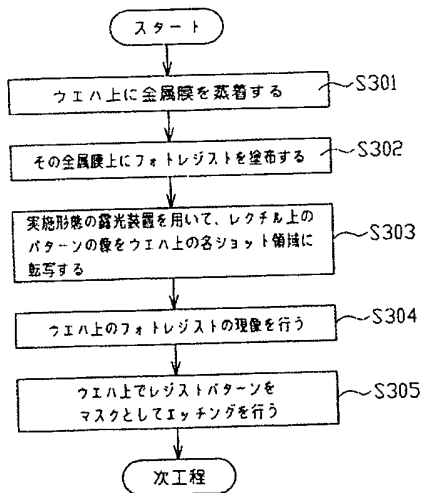 スタート
ウエハ上に金属膜を蒸着する
S301
その金属膜上にフォトレジストを塗布する
S302
実施形態の露光装置を用いて、レクチル上の
パターンの像をウエハ上の各ショット領域に
転写する
S303
ウエハ上のフォトレジストの現像を行う
S304
ウエハ上でレジストパターンを
マスクとしてエッチングを行う
S305
次工程